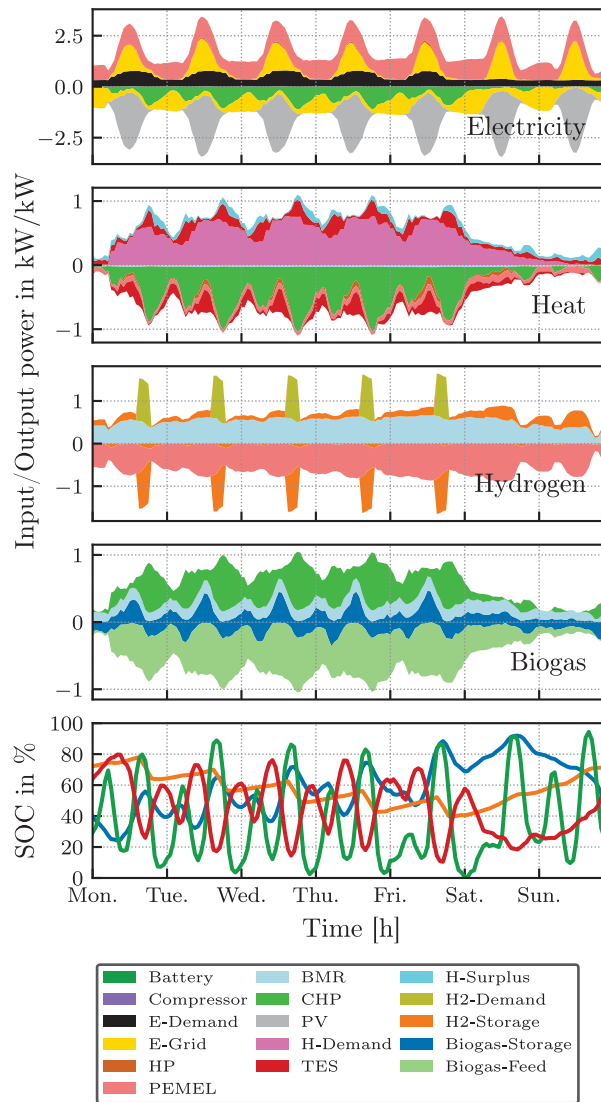 Input/Output power in kW/kW
2.5
0.0
−2.5
Electricity
1
0
−1
Heat
1
0
−1
Hydrogen
1
0
−1
Biogas
SOC in %
100
80
60
40
20
0
Mon. Tue. Wed. Thu. Fri. Sat. Sun.
Time [h]
Battery BMR H-Surplus
Compressor CHP H2-Demand
E-Demand PV H2-Storage
E-Grid H-Demand Biogas-Storage
HP TES Biogas-Feed
PEMEL